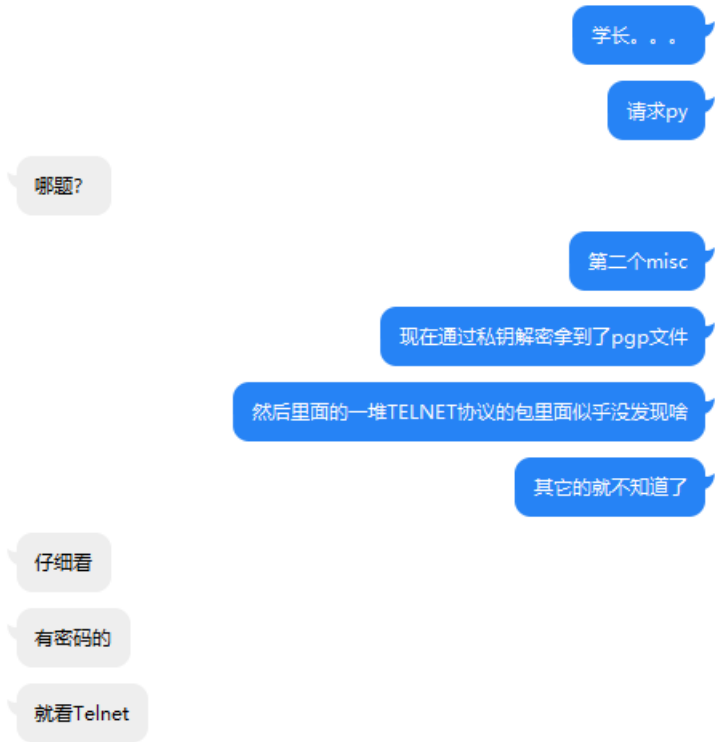 学长。。。
请求py
哪题?
第二个misc
现在通过私钥解密拿到了pgp文件
然后里面的一堆TELNET协议的包里面似乎没发现啥
其它的就不知道了
仔细看
有密码的
就看Telnet